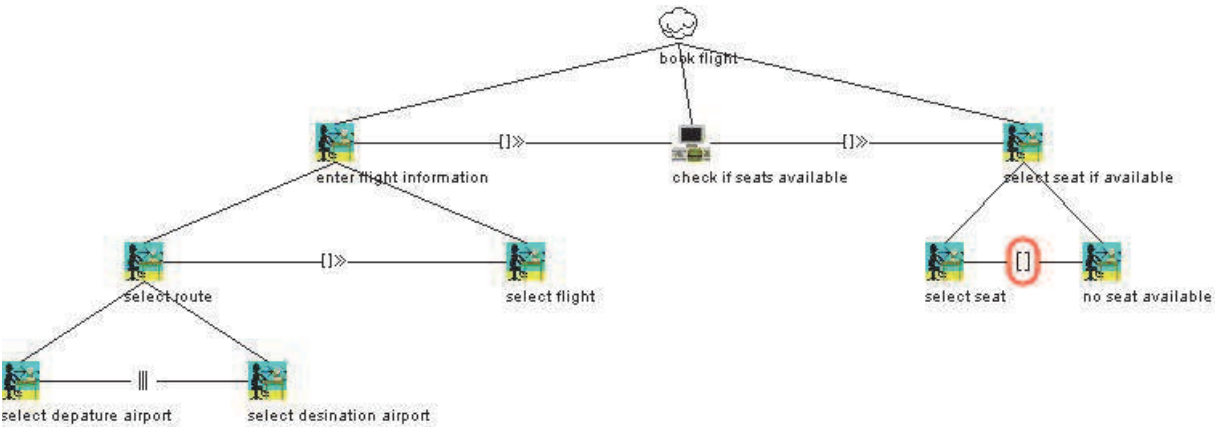 book flight
[]»
[]»
enter flight information
check if seats available
select seat if available
[]»
[]
select route
select flight
select seat
no seat available
|||
select depature airport
select desination airport